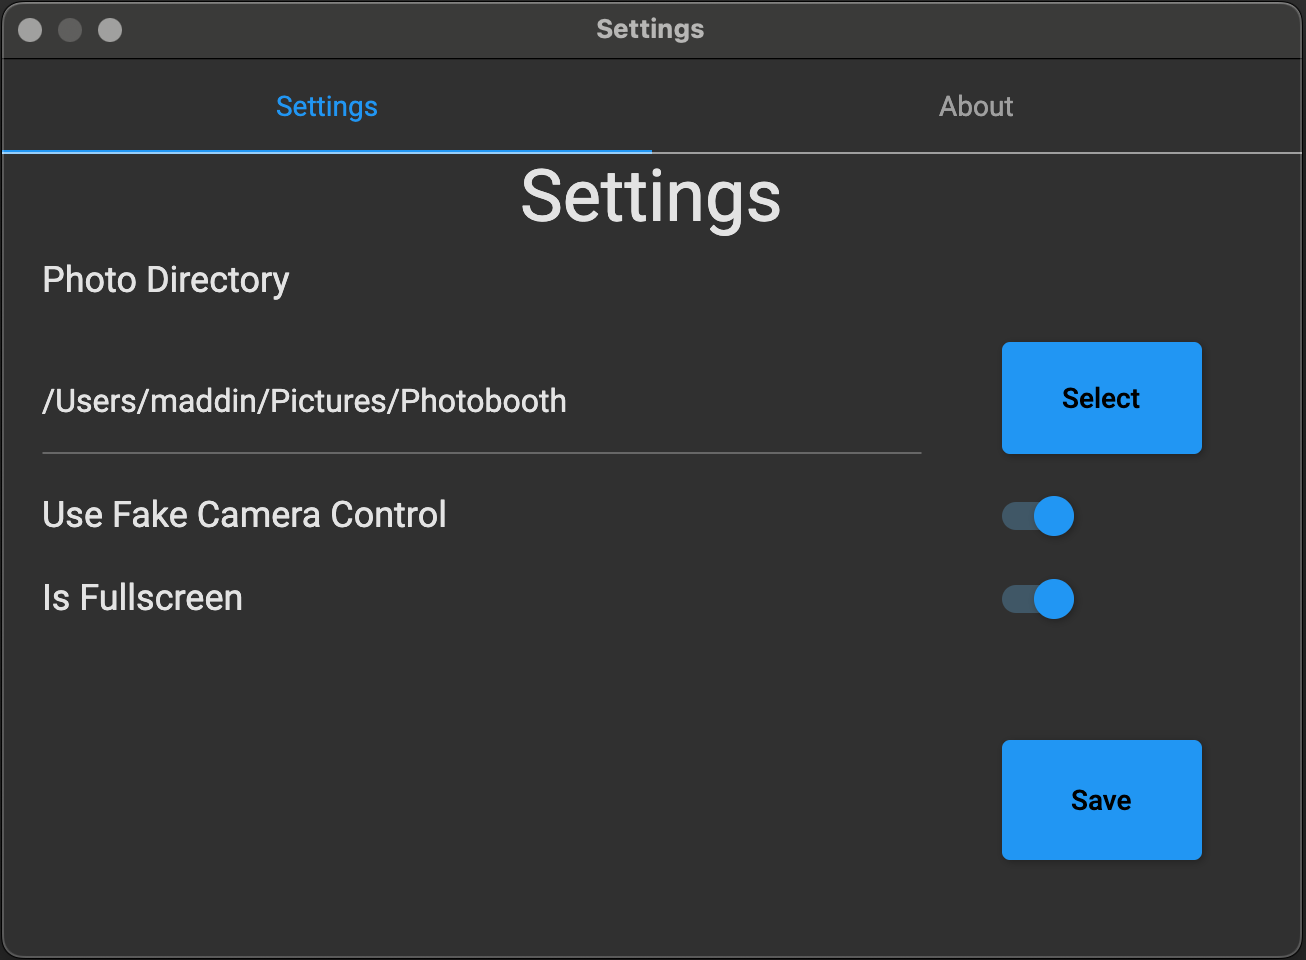 Settings
Settings
About
Settings
Photo Directory
/Users/maddin/Pictures/Photobooth
Select
Use Fake Camera Control
Is Fullscreen
Save